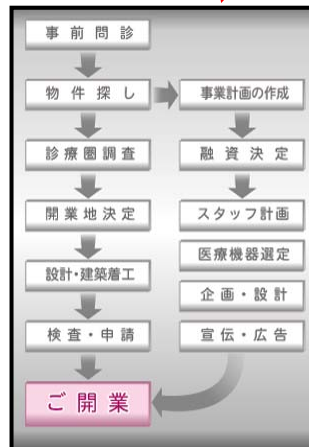 事前問診
物件探し
診療圏調査
開業地決定
設計・建築着工
検査・申請
ご開業
事業計画の作成
融資決定
スタッフ計画
医療機器選定
企画・設計
宣伝・広告